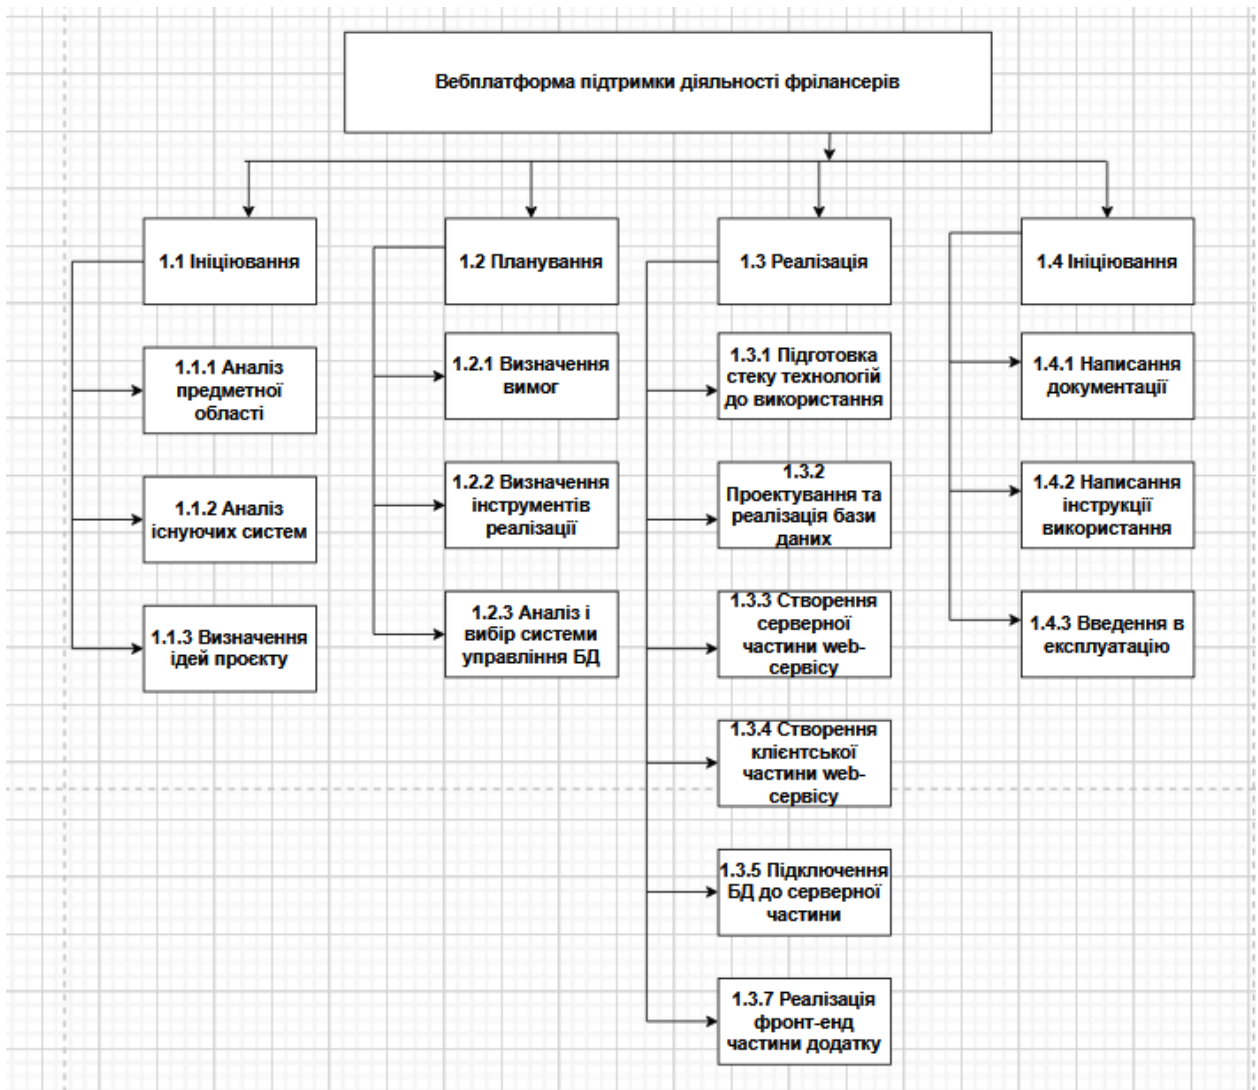 Вебплатформа підтримки діяльності фрілансерів
1.1 Ініціювання
1.2 Планування
1.3 Реалізація
1.4 Ініціювання
1.1.1 Аналіз
предметної
області
1.1.2 Аналіз
існуючих систем
1.1.3 Визначення
ідей проєкту
1.2.1 Визначення
вимог
1.2.2 Визначення
інструментів
реалізації
1.2.3 Аналіз і
вибір системи
управління БД
1.3.1 Підготовка
стеку технологій
до використання
1.3.2
Проектування та
реалізація бази
даних
1.3.3 Створення
серверної
частини web-
сервісу
1.3.4 Створення
клієнтської
частини web-
сервісу
1.3.5 Підключення
БД до серверної
частини
1.3.7 Реалізація
фронт-енд
частини додатку
1.4.1 Написання
документації
1.4.2 Написання
інструкції
використання
1.4.3 Введення в
експлуатацію